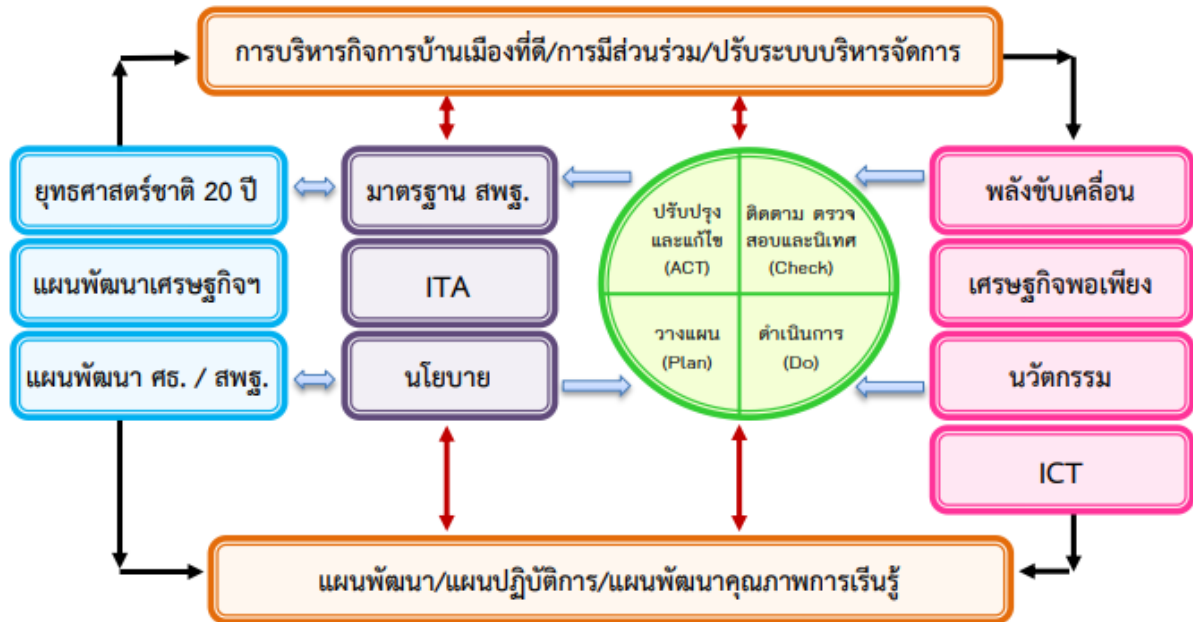 การบริหารกิจการบ้านเมืองที่ดี/การมีส่วนร่วม/ปรับระบบบริหารจัดการ
ยุทธศาสตร์ชาติ 20 ปี
แผนพัฒนาเศรษฐกิจฯ
แผนพัฒนา ศธ. / สพฐ.
มาตรฐาน สพฐ.
ITA
นโยบาย
ปรับปรุง
และแก้ไข
(ACT)
ติดตาม ตรวจ
สอบและนิเทศ
(Check)
วางแผน
(Plan)
ดำเนินการ
(Do)
พลังขับเคลื่อน
เศรษฐกิจพอเพียง
นวัตกรรม
ICT
แผนพัฒนา/แผนปฏิบัติการ/แผนพัฒนาคุณภาพการเรียนรู้